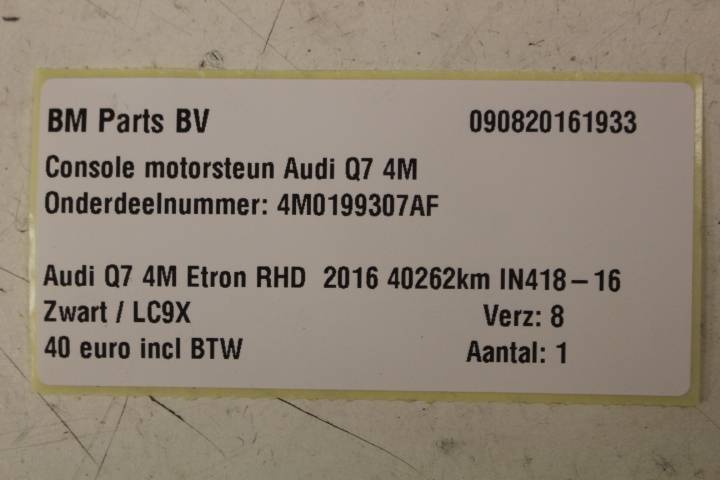 BM Parts BV 090820161933
Console motorsteun Audi Q7 4M
Onderdeelnummer: 4M0199307AF
Audi Q7 4M Etron RHD 2016 40262km IN418-16
Zwart / LC9X Verz: 8
40 euro incl BTW Aantal: 1